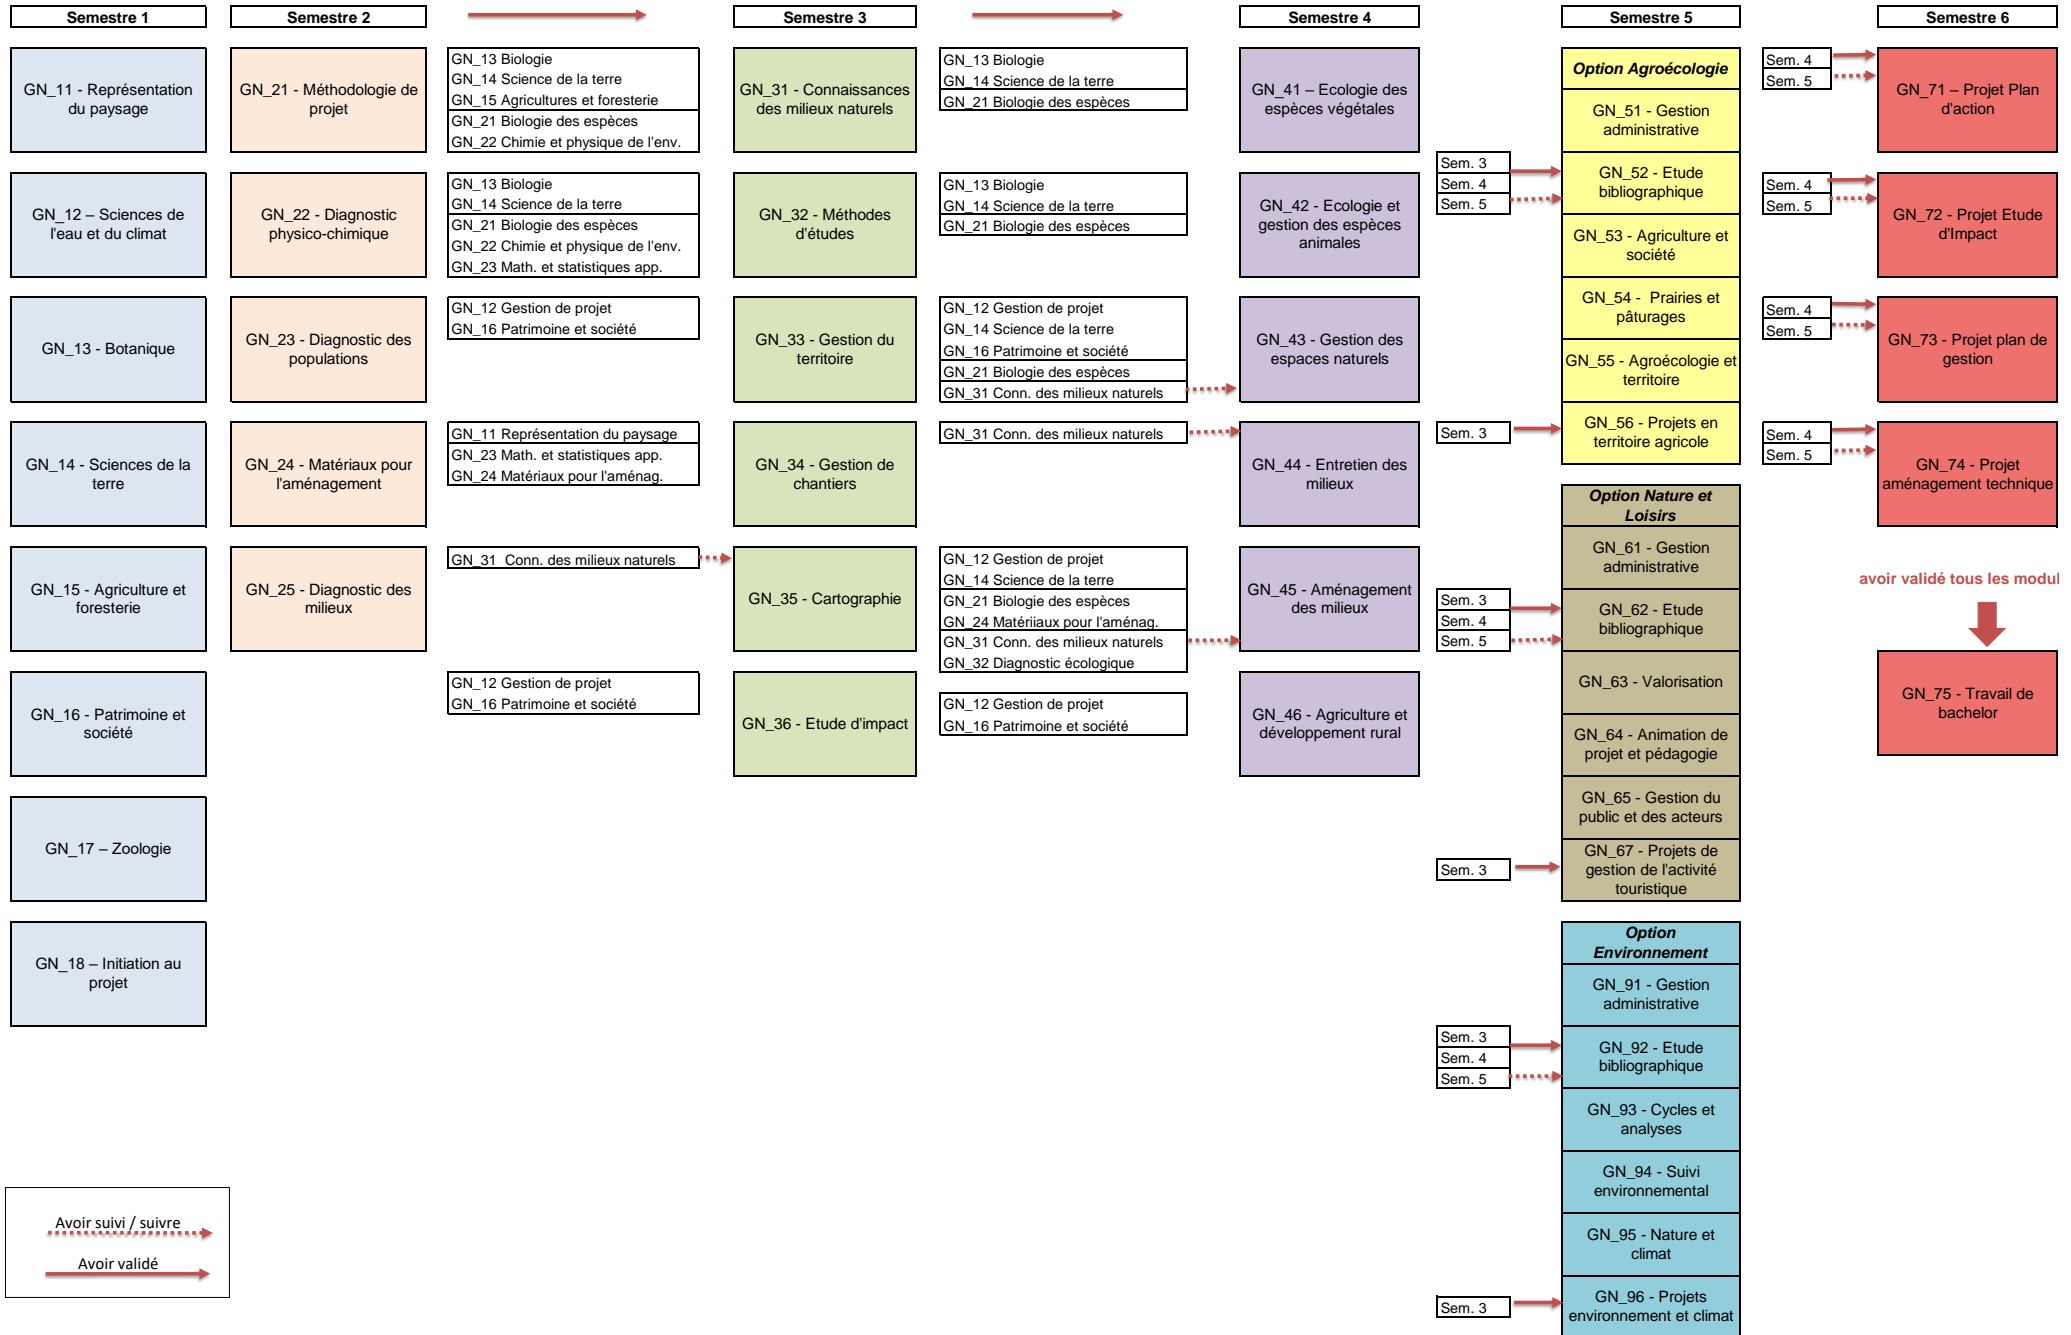 Semestre 1
GN_11 - Représentation
du paysage
GN_12 – Sciences de
l'eau et du climat
GN_13 - Botanique
GN_14 - Sciences de la
terre
GN_15 - Agriculture et
foresterie
GN_16 - Patrimoine et
société
GN_17 – Zoologie
GN_18 – Initiation au
projet
Avoir suivi / suivre
Avoir validé
Semestre 2
GN_21 - Méthodologie de
projet
GN_22 - Diagnostic
physico-chimique
GN_23 - Diagnostic des
populations
GN_24 - Matériaux pour
l'aménagement
GN_25 - Diagnostic des
milieux
GN_13 Biologie
GN_14 Science de la terre
GN_15 Agricultures et foresterie
GN_21 Biologie des espèces
GN_22 Chimie et physique de l'env.
GN_13 Biologie
GN_14 Science de la terre
GN_21 Biologie des espèces
GN_22 Chimie et physique de l'env.
GN_23 Math. et statistiques app.
GN_12 Gestion de projet
GN_16 Patrimoine et société
GN_11 Représentation du paysage
GN_23 Math. et statistiques app.
GN_24 Matériaux pour l'aménag.
GN_31 Conn. des milieux naturels
GN_12 Gestion de projet
GN_16 Patrimoine et société
Semestre 3
GN_31 - Connaissances
des milieux naturels
GN_32 - Méthodes
d'études
GN_33 - Gestion du
territoire
GN_34 - Gestion de
chantiers
GN_35 - Cartographie
GN_36 - Etude d'impact
GN_13 Biologie
GN_14 Science de la terre
GN_21 Biologie des espèces
GN_13 Biologie
GN_14 Science de la terre
GN_21 Biologie des espèces
GN_12 Gestion de projet
GN_14 Science de la terre
GN_16 Patrimoine et société
GN_21 Biologie des espèces
GN_31 Conn. des milieux naturels
GN_31 Conn. des milieux naturels
GN_12 Gestion de projet
GN_14 Science de la terre
GN_21 Biologie des espèces
GN_24 Matériiaux pour l'aménag.
GN_31 Conn. des milieux naturels
GN_32 Diagnostic écologique
GN_12 Gestion de projet
GN_16 Patrimoine et société
Semestre 4
GN_41 – Ecologie des
espèces végétales
GN_42 - Ecologie et
gestion des espèces
animales
GN_43 - Gestion des
espaces naturels
GN_44 - Entretien des
milieux
GN_45 - Aménagement
des milieux
GN_46 - Agriculture et
développement rural
Sem. 3
Sem. 4
Sem. 5
Sem. 3
Sem. 3
Sem. 4
Sem. 5
Sem. 3
Sem. 3
Sem. 4
Sem. 5
Sem. 3
Semestre 5
Option Agroécologie
GN_51 - Gestion
administrative
GN_52 - Etude
bibliographique
GN_53 - Agriculture et
société
GN_54 - Prairies et
pâturages
GN_55 - Agroécologie et
territoire
GN_56 - Projets en
territoire agricole
Option Nature et
Loisirs
GN_61 - Gestion
administrative
GN_62 - Etude
bibliographique
GN_63 - Valorisation
GN_64 - Animation de
projet et pédagogie
GN_65 - Gestion du
public et des acteurs
GN_67 - Projets de
gestion de l'activité
touristique
Option
Environnement
GN_91 - Gestion
administrative
GN_92 - Etude
bibliographique
GN_93 - Cycles et
analyses
GN_94 - Suivi
environnemental
GN_95 - Nature et
climat
GN_96 - Projets
environnement et climat
Sem. 4
Sem. 5
Sem. 4
Sem. 5
Sem. 4
Sem. 5
Sem. 4
Sem. 5
Semestre 6
GN_71 – Projet Plan
d'action
GN_72 - Projet Etude
d'Impact
GN_73 - Projet plan de
gestion
GN_74 - Projet
aménagement technique
avoir validé tous les modul
GN_75 - Travail de
bachelor